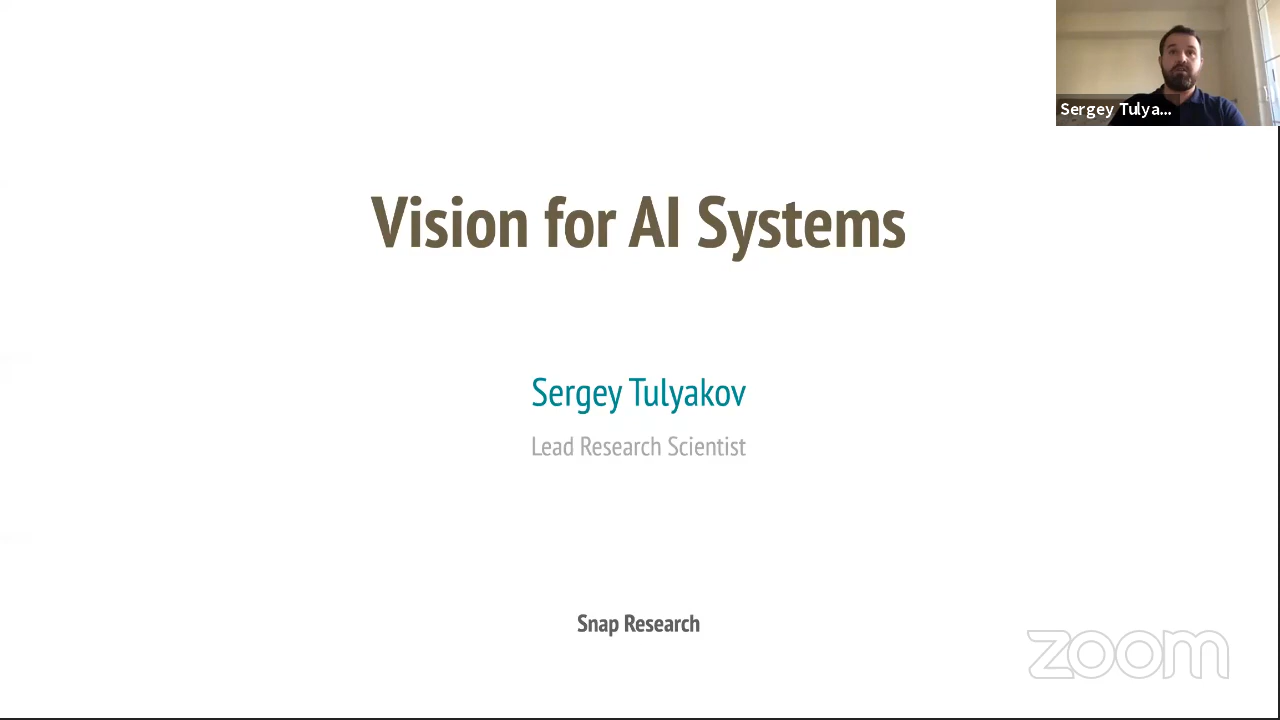 Sergey Tulya...
Vision for AI Systems
Sergey Tulyakov
Lead Research Scientist
Snap Research
zoom